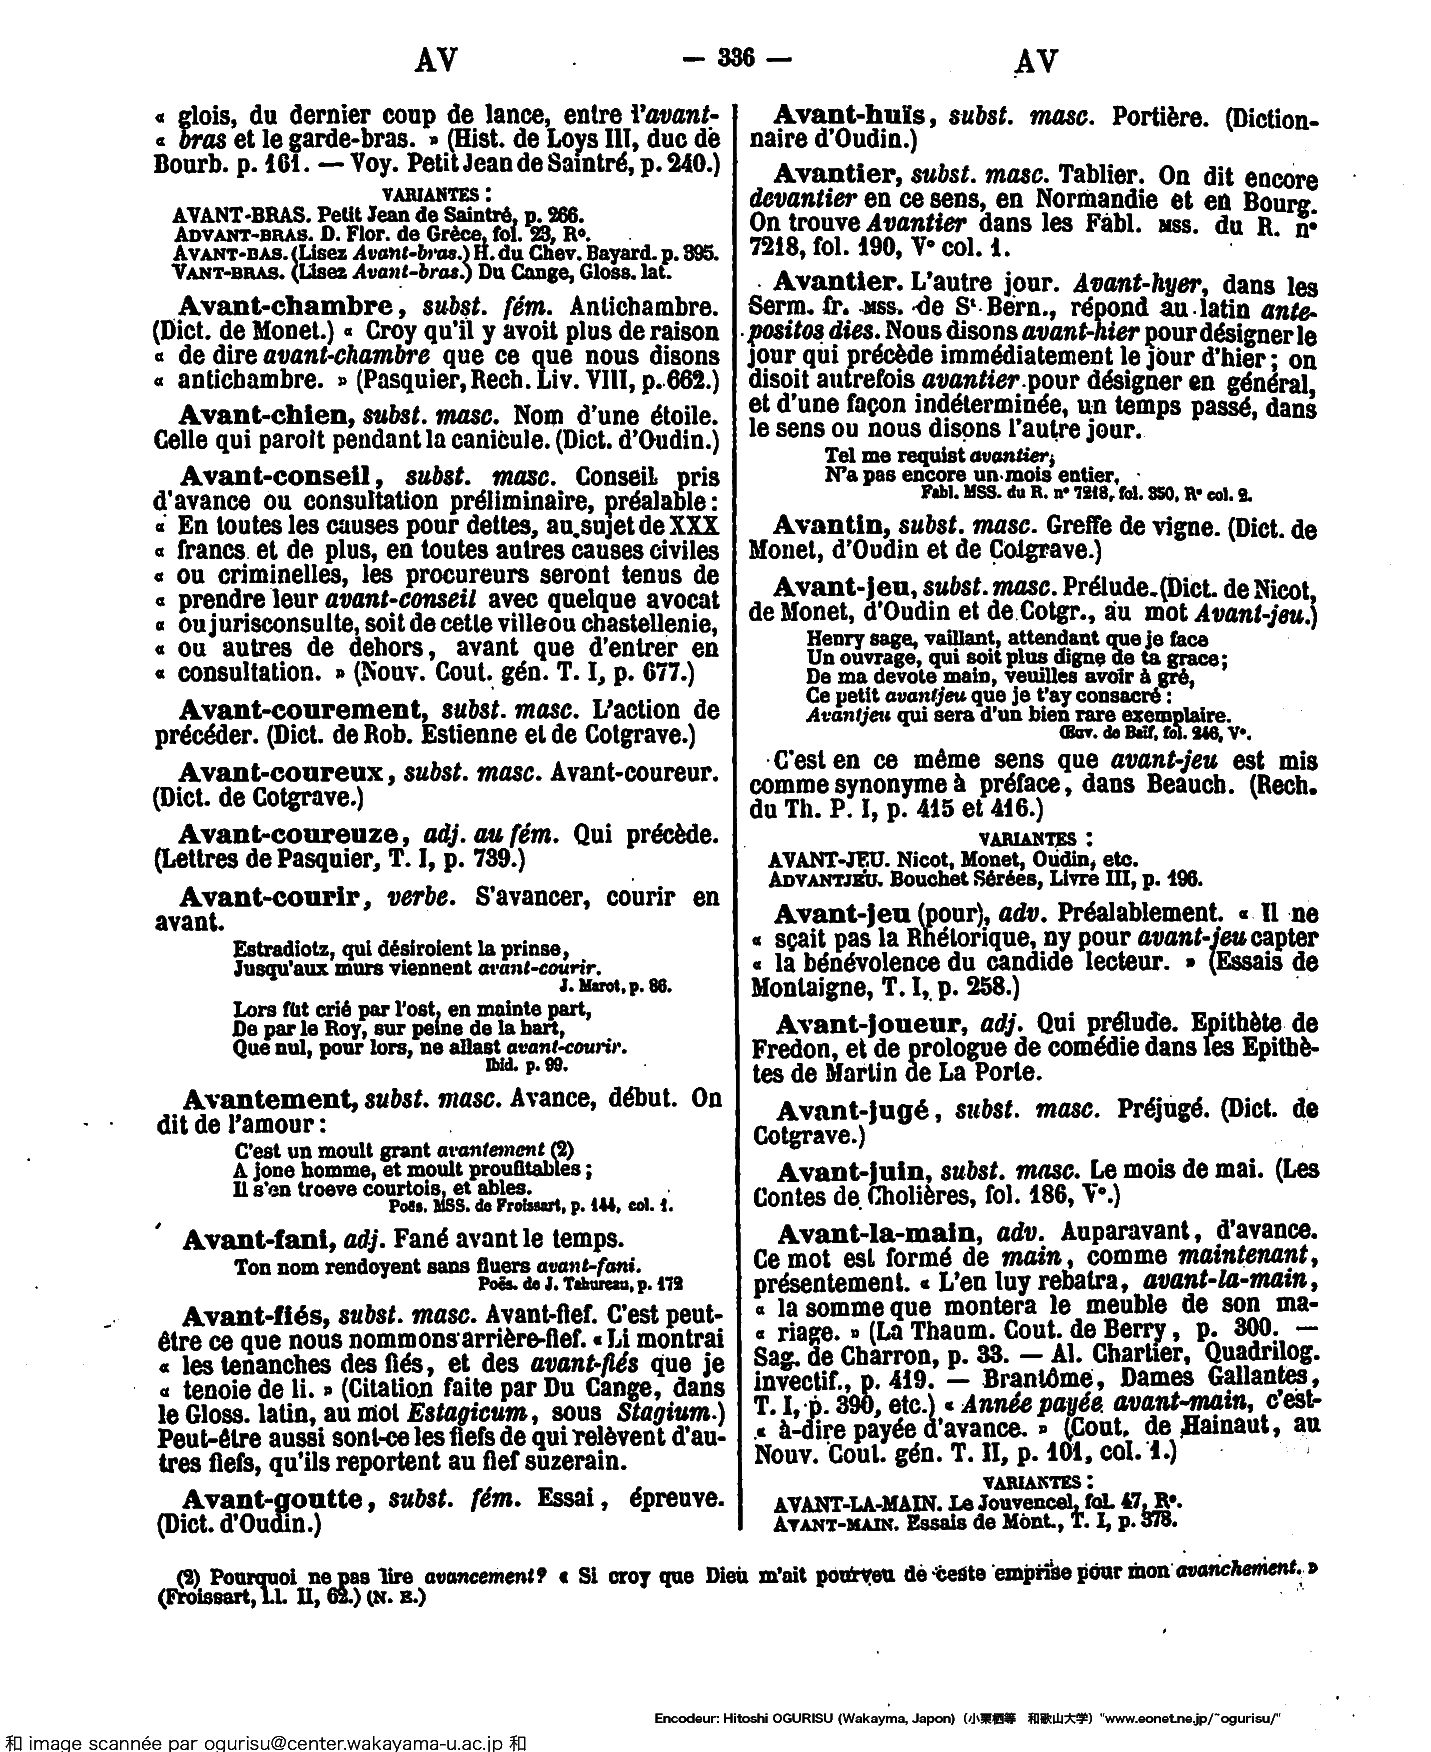 AV — 336 — AV
« glois, du dernier coup de lance, entre l'avant-
« bras et le garde-bras. » (Hist. de Loys III, duc de
Bourb. p. 161. — Voy. Petit Jean de Saintré, p. 240.)
VARIANTES :
AVANT-BRAS. Petit Jean de Saintré, p. 266.
ADVANT-BRAS. D. Flor. de Grèce, fol. 23, R°.
AVANT-BAS. (Lisez Avant-bras.) H. du Chev. Bayard. p. 395.
VANT-BRAS. (Lisez Avant-bras.) Du Cange, Gloss. lat.
Avant-chambre, subst. fém. Antichambre.
(Dict. de Monet.) « Croy qu'il y avoit plus de raison
« de dire avant-chambre que ce que nous disons
« antichambre. » (Pasquier, Rech. Liv. VIII, p. 662.)
Avant-chien, subst. masc. Nom d'une étoile.
Celle qui paroît pendant la canicule. (Dict. d'Oudin.)
Avant-conseil, subst. masc. Conseil pris
d'avance ou consultation préliminaire, préalable :
« En toutes les causes pour dettes, au sujet de XXX
« francs et de plus, en toutes autres causes civiles
« ou criminelles, les procureurs seront tenus de
« prendre leur avant-conseil avec quelque avocat
« ou jurisconsulte, soit de cette ville ou chastellenie,
« ou autres de dehors, avant que d'entrer en
« consultation. » (Nouv. Cout. gén. T. I, p. 677.)
Avant-courement, subst. masc. L'action de
précéder. (Dict. de Rob. Estienne et de Cotgrave.)
Avant-coureux, subst. masc. Avant-coureur.
(Dict. de Cotgrave.)
Avant-coureuze, adj. au fém. Qui précède.
(Lettres de Pasquier, T. I, p. 739.)
Avant-courir, verbe. S'avancer, courir en
avant.
Estradiotz, qui désiroient la prinse,
Jusqu'aux murs viennent avant-courir.
J. Marot, p. 86.
Lors fût crié par l'ost, en mainte part,
De par le Roy, sur peine de la hart,
Que nul, pour lors, ne allast avant-courir.
Ibid. p. 99.
Avantement, subst. masc. Avance, début. On
dit de l'amour :
C'est un moult grant avantement (2)
A jone homme, et moult proufitables ;
Il s'en troeve courtois, et ables.
Poës. MSS. de Froissart, p. 144, col. 1.
Avant-fani, adj. Fané avant le temps.
Ton nom rendoyent sans fluers avant-fani.
Poës. de J. Tahureau, p. 172
Avant-fiés, subst. masc. Avant-fief. C'est peut-
être ce que nous nommons arrière-fief. « Li montrai
« les tenanches des fiés, et des avant-fiés que je
« tenoie de li. » (Citation faite par Du Cange, dans
le Gloss. latin, au mot Estagicum, sous Stagium.)
Peut-être aussi sont-ce les fiefs de qui relèvent d'au-
tres fiefs, qu'ils reportent au fief suzerain.
Avant-goutte, subst. fém. Essai, épreuve.
(Dict. d'Oudin.)
Avant-huïs, subst. masc. Portière. (Diction-
naire d'Oudin.)
Avantier, subst. masc. Tablier. On dit encore
devantier en ce sens, en Normandie et en Bourg.
On trouve Avantier dans les Fabl. MSS. du R. n°
7218, fol. 190, V° col. 1.
Avantier. L'autre jour. Avant-hyer, dans les
Serm. fr. MSS. de St Bern., répond au latin ante-
positos dies. Nous disons avant-hier pour désigner le
jour qui précède immédiatement le jour d'hier ; on
disoit autrefois avantier pour désigner en général,
et d'une façon indéterminée, un temps passé, dans
le sens ou nous disons l'autre jour.
Tel me requist avantier,
N'a pas encore un mois entier,
Fabl. MSS. du R. n° 7218, fol. 350, R° col. 2.
Avantin, subst. masc. Greffe de vigne. (Dict. de
Monet, d'Oudin et de Cotgrave.)
Avant-jeu, subst. masc. Prélude. (Dict. de Nicot,
de Monet, d'Oudin et de Cotgr., au mot Avant-jeu.)
Henry sage, vaillant, attendant que je face
Un ouvrage, qui soit plus digne de ta grace ;
De ma devote main, veuilles avoir à gré,
Ce petit avantjeu que je t'ay consacré :
Avantjeu qui sera d'un bien rare exemplaire.
(Euv. de Baïf, fol. 246, V°.
C'est en ce même sens que avant-jeu est mis
comme synonyme à préface, dans Beauch. (Rech.
du Th. P. I, p. 415 et 416.)
VARIANTES :
AVANT-JEU. Nicot, Monet, Oudin, etc.
ADVANTJEU. Bouchet Sérées, Livre III, p. 196.
Avant-jeu (pour), adv. Préalablement. « Il ne
« sçait pas la Rhétorique, ny pour avant-jeu capter
« la bénévolence du candide lecteur. » (Essais de
Montaigne, T. I, p. 258.)
Avant-joueur, adj. Qui prélude. Epithète de
Fredon, et de prologue de comédie dans les Epithè-
tes de Martin de La Porte.
Avant-jugé, subst. masc. Préjugé. (Dict. de
Cotgrave.)
Avant-juin, subst. masc. Le mois de mai. (Les
Contes de Cholières, fol. 186, V°.)
Avant-la-main, adv. Auparavant, d'avance.
Ce mot est formé de main, comme maintenant,
présentement. « L'en luy rebatra, avant-la-main,
« la somme que montera le meuble de son ma-
« riage. » (La Thaum. Cout. de Berry, p. 300. —
Sag. de Charron, p. 33. — Al. Chartier, Quadrilog.
invectif., p. 419. — Brantôme, Dames Gallantes,
T. I, p. 390, etc.) « Année payée avant-main, c'est-
« à-dire payée d'avance. » (Cout. de Hainaut, au
Nouv. Cout. gén. T. II, p. 101, col. 1.)
VARIANTES :
AVANT-LA-MAIN. Le Jouvencel, fol. 47, R°.
AVANT-MAIN. Essais de Mont., T. I, p. 378.
(2) Pourquoi ne pas lire avancement? « Si croy que Dieu m'ait pourveu de ceste emprise pour mon avanchement. »
(Froissart, Ll. II, 62.) (N. E.)
Encodeur: Hitoshi OGURISU (Wakayma, Japon) (小栗栖等 和歌山大学) "www.eonet.ne.jp/~ogurisu/"
和 image scannée par ogurisu@center.wakayama-u.ac.jp 和